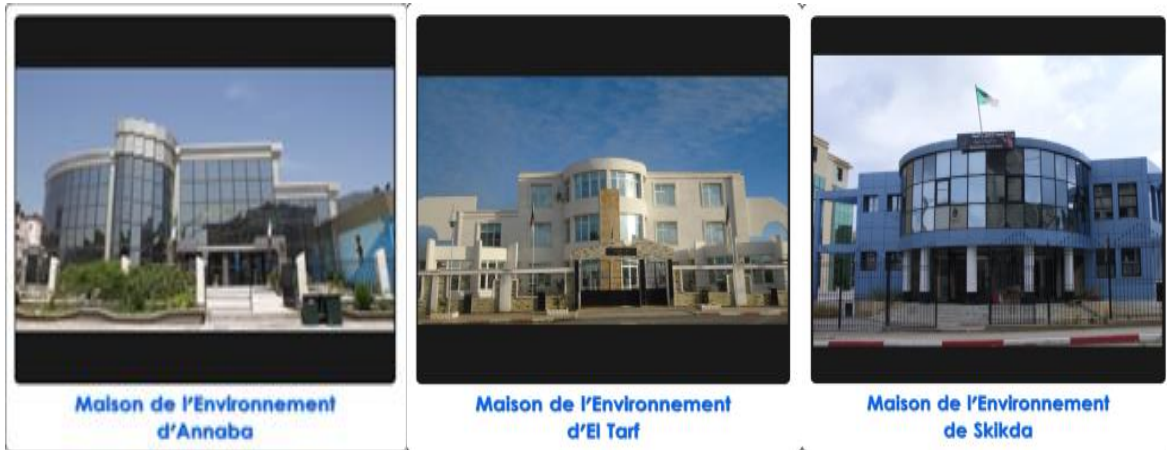 Maison de l'Environnement
d'Annaba
Maison de l'Environnement
d'El Tarf
Maison de l'Environnement
de Skikda